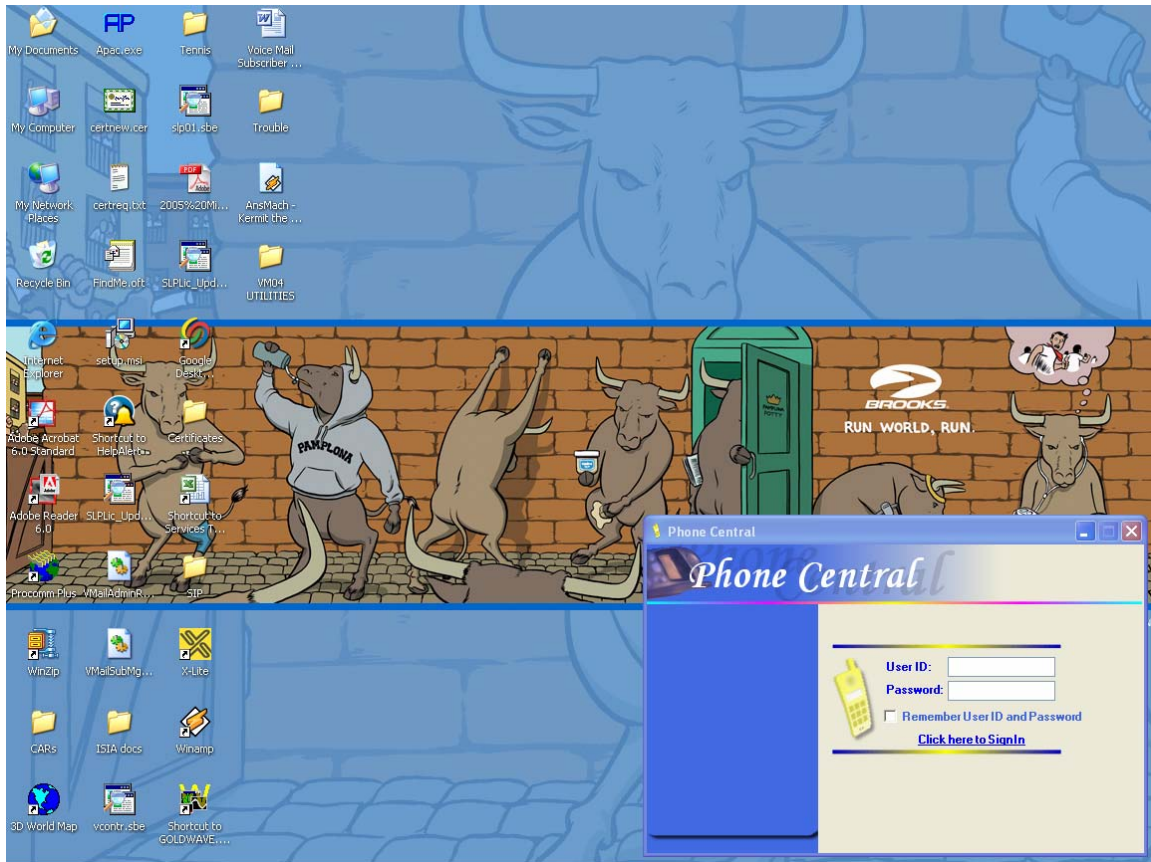 My Documents
Apac.exe
Tennis
Voice Mail
Subscriber ...
My Computer
certnew.cer
slp01.sbe
Trouble
My Network
Places
certreq.txt
2005%20Mi...
AnsMach -
Kermit the ...
Recycle Bin
FindMe.oft
SLPLic_Upd...
VM04
UTILITIES
Internet
Explorer
setup.msi
Google
Deskt...
Adobe Acrobat
6.0 Standard
Shortcut to
HelpAlert...
Certificates
Adobe Reader
6.0
SLPLic_Upd...
Shortcut to
Services T...
Procomm Plus
VMailAdminR...
SIP
WinZip
VMailSubMg...
X-Lite
CARs
ISIA docs
Winamp
3D World Map
vcontr.sbe
Shortcut to
GOLDWAVE....
PAMPLONA
BROOKS
RUN WORLD, RUN.
Phone Central
Phone Central
User ID:
Password:
Remember User ID and Password
Click here to SignIn